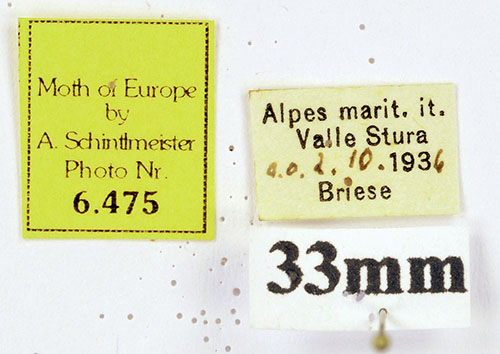 Moth of Europe
by
A. Schintlmeister
Photo Nr.
6.475
Alpes marit. it.
Valle Stura
a.o.2.10.1936
Briese
33mm